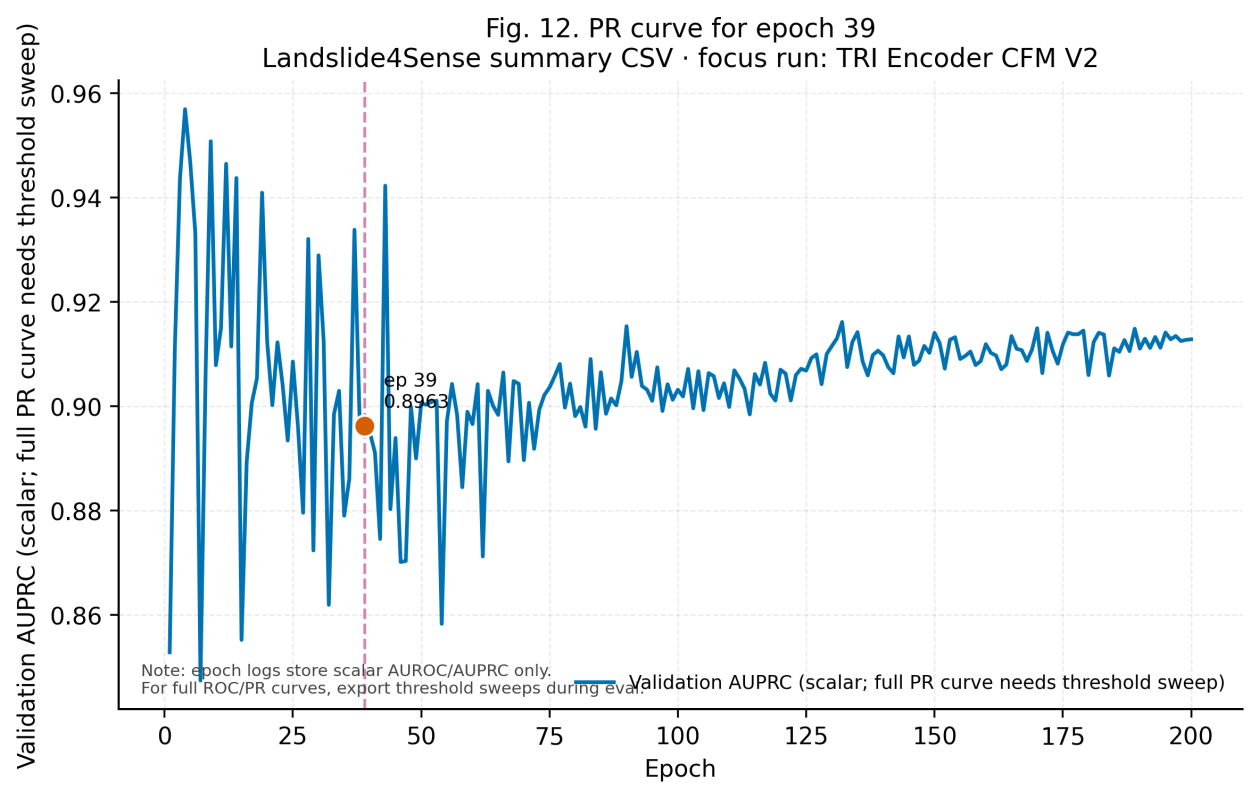 Fig. 12. PR curve for epoch 39
Landslide4Sense summary CSV · focus run: TRI Encoder CFM V2
Validation AUPRC (scalar; full PR curve needs threshold sweep)
0.96
0.94
0.92
0.90
0.88
0.86
ep 39
0.8963
Note: epoch logs store scalar AUROC/AUPRC only.
For full ROC/PR curves, export threshold sweeps during eval.
Validation AUPRC (scalar; full PR curve needs threshold sweep)
0 25 50 75 100 125 150 175 200
Epoch